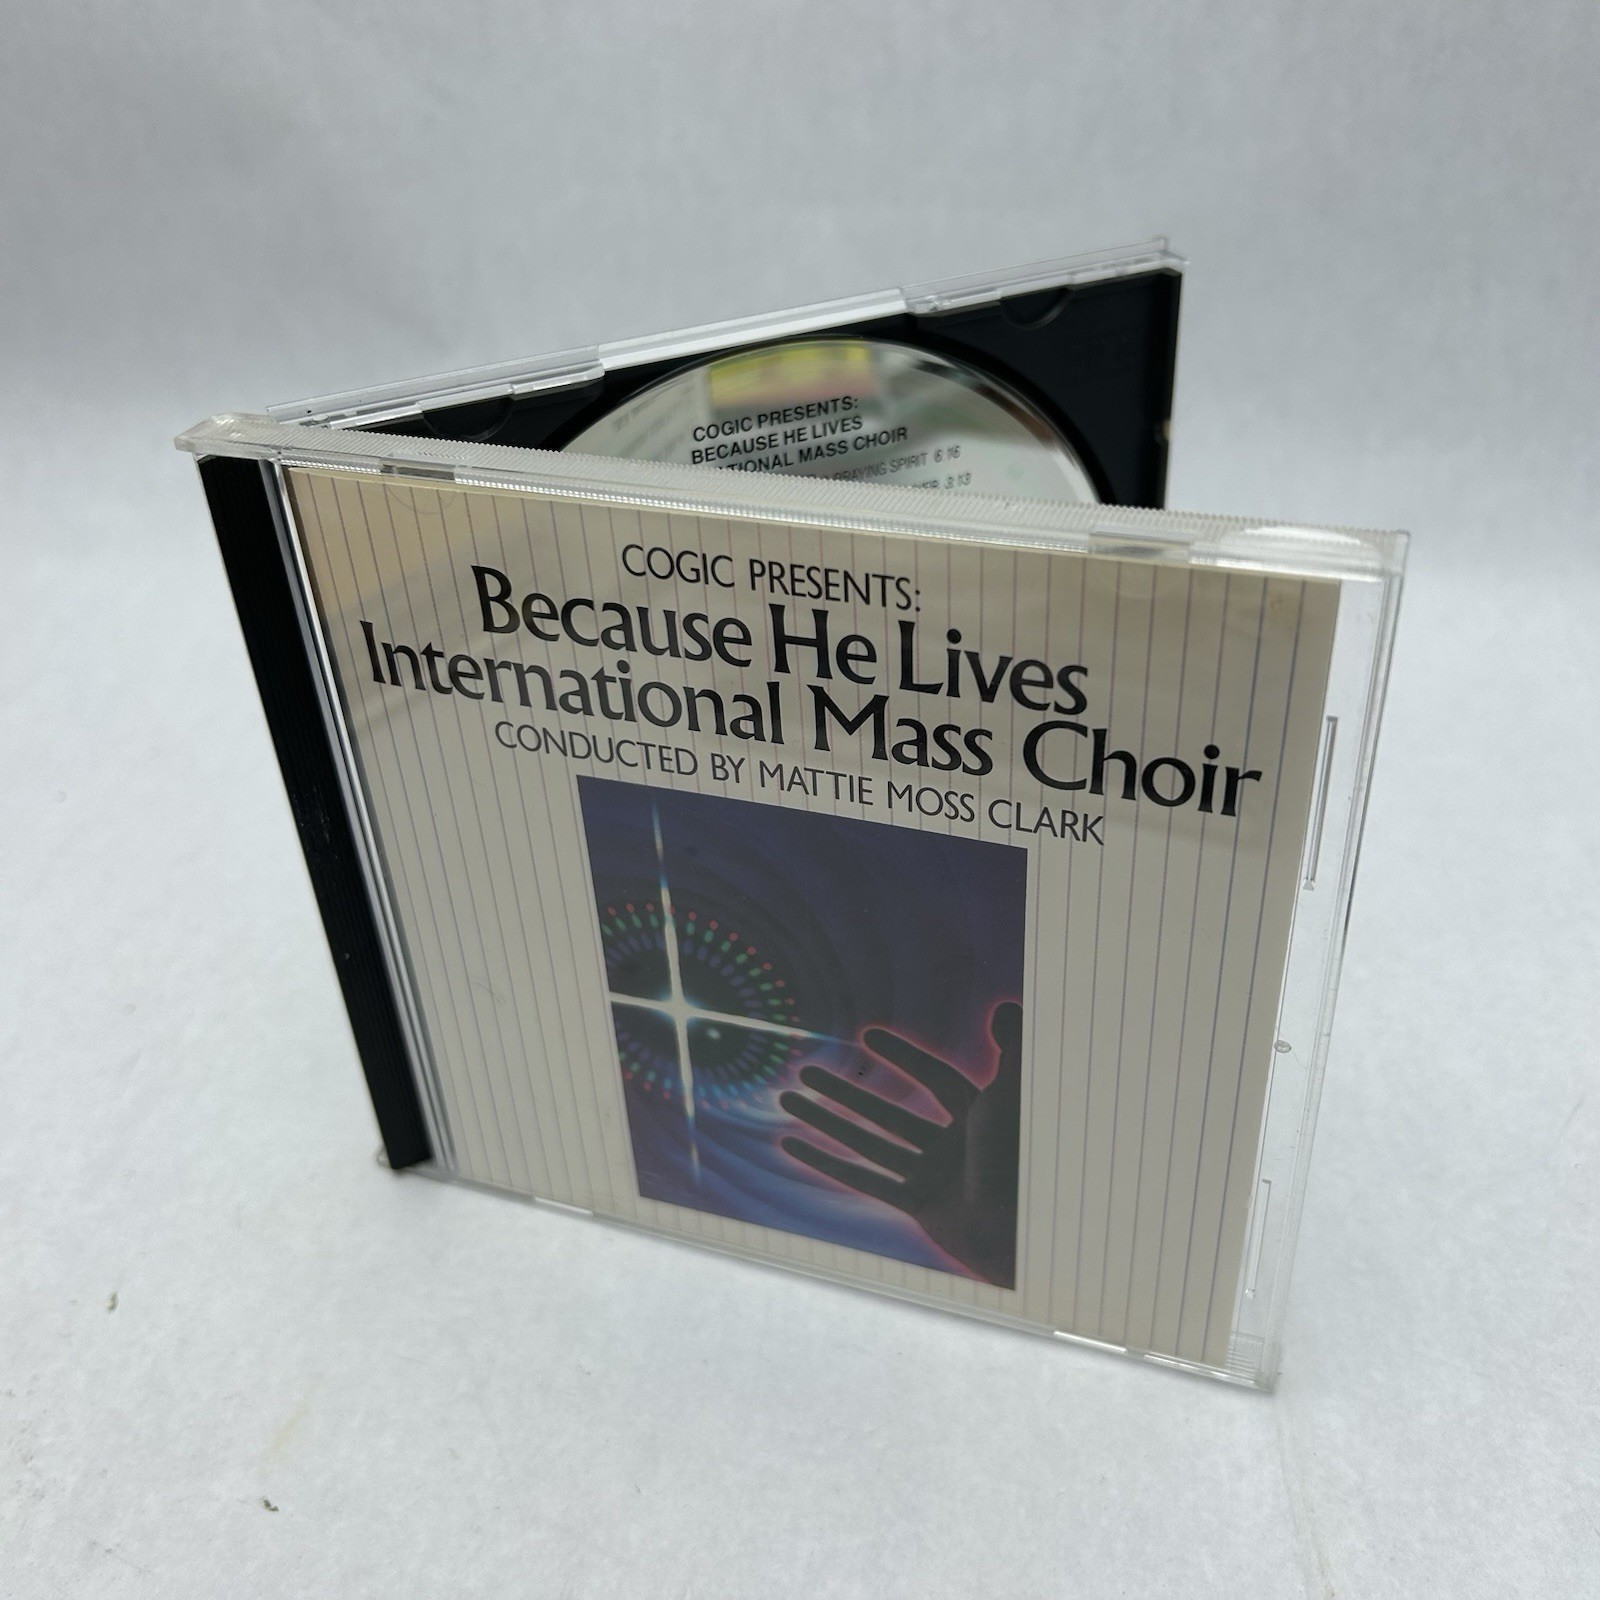 COGIC PRESENTS:
BECAUSE HE LIVES
MASS CHOIR
PRAYING SPIRIT 6:16
3:13
COGIC PRESENTS:
Because He Lives
International Mass Choir
CONDUCTED BY MATTIE MOSS CLARK